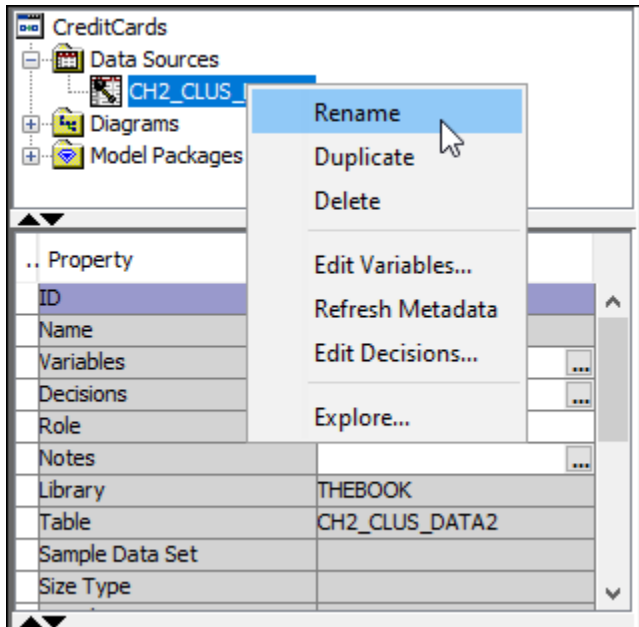 CreditCards
Data Sources
CH2_CLUS_
Diagrams
Model Packages
Rename
Duplicate
Delete
Edit Variables...
Refresh Metadata
Edit Decisions...
Explore...
.. Property
ID
Name
Variables
...
Decisions
...
Role
Notes
...
Library THEBOOK
Table CH2_CLUS_DATA2
Sample Data Set
Size Type